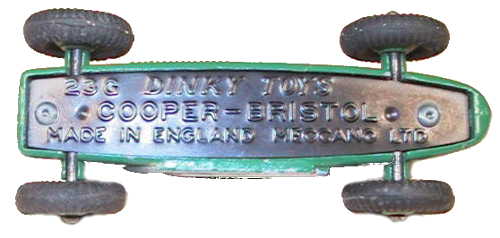 23G DINKY TOYS
COOPER-BRISTOL
MADE IN ENGLAND MECCANO LTD